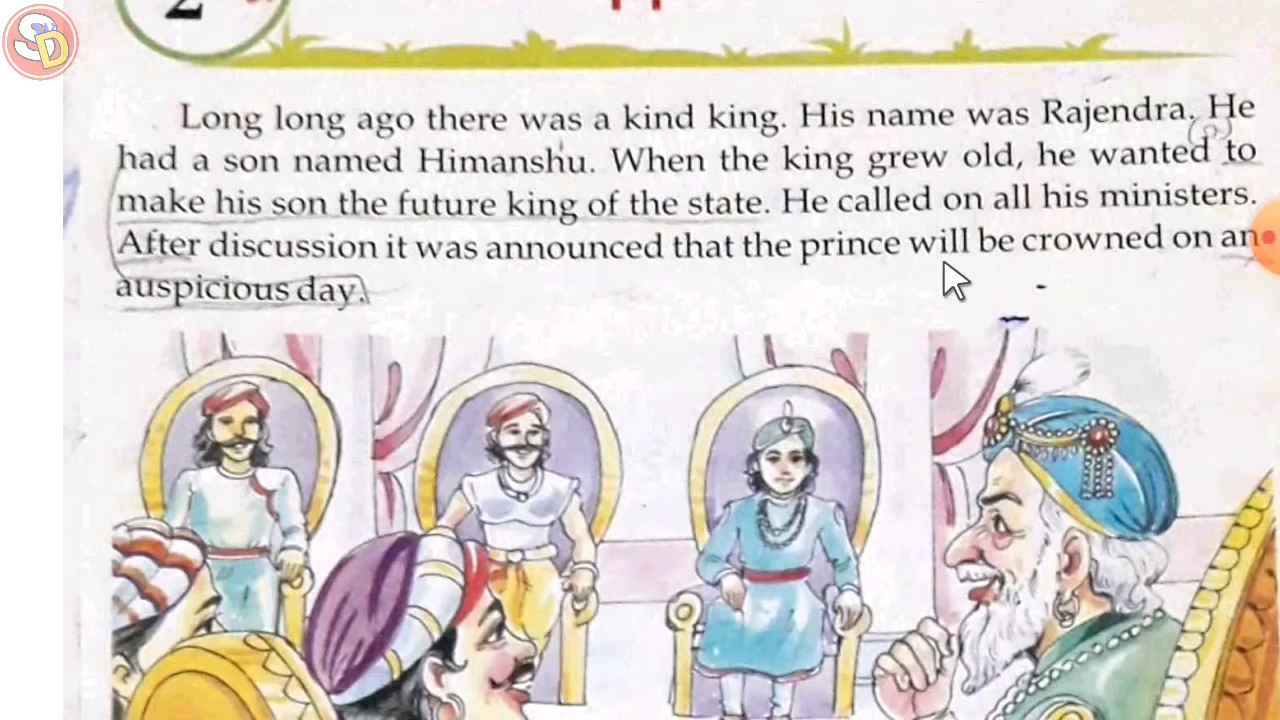 SD
2
Long long ago there was a kind king. His name was Rajendra. He
had a son named Himanshu. When the king grew old, he wanted to
make his son the future king of the state. He called on all his ministers.
After discussion it was announced that the prince will be crowned on an
auspicious day.